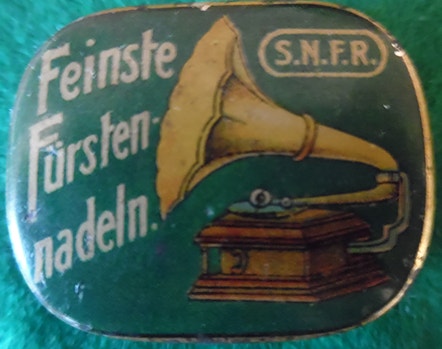 Feinste
Fürsten-
nadeln.
S.N.F.R.